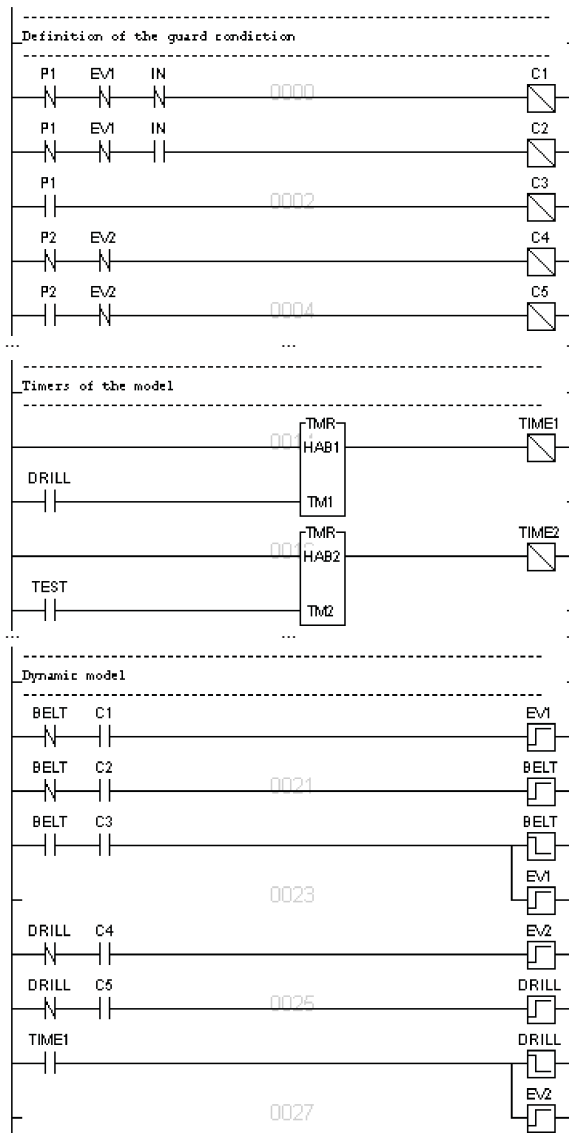 Definition of the guard condiction
P1 EV1 IN C1
0000
P1 EV1 IN C2
P1 C3
0002
P2 EV2 C4
P2 EV2 C5
0004
... ...
Timers of the model
TMR TIME1
HAB1
DRILL
TM1
TMR TIME2
HAB2
TEST
TM2
... ...
Dynamic model
BELT C1 EV1
BELT C2 BELT
0021
BELT C3 BELT
EV1
0023
DRILL C4 EV2
DRILL C5 DRILL
0025
TIME1 DRILL
EV2
0027